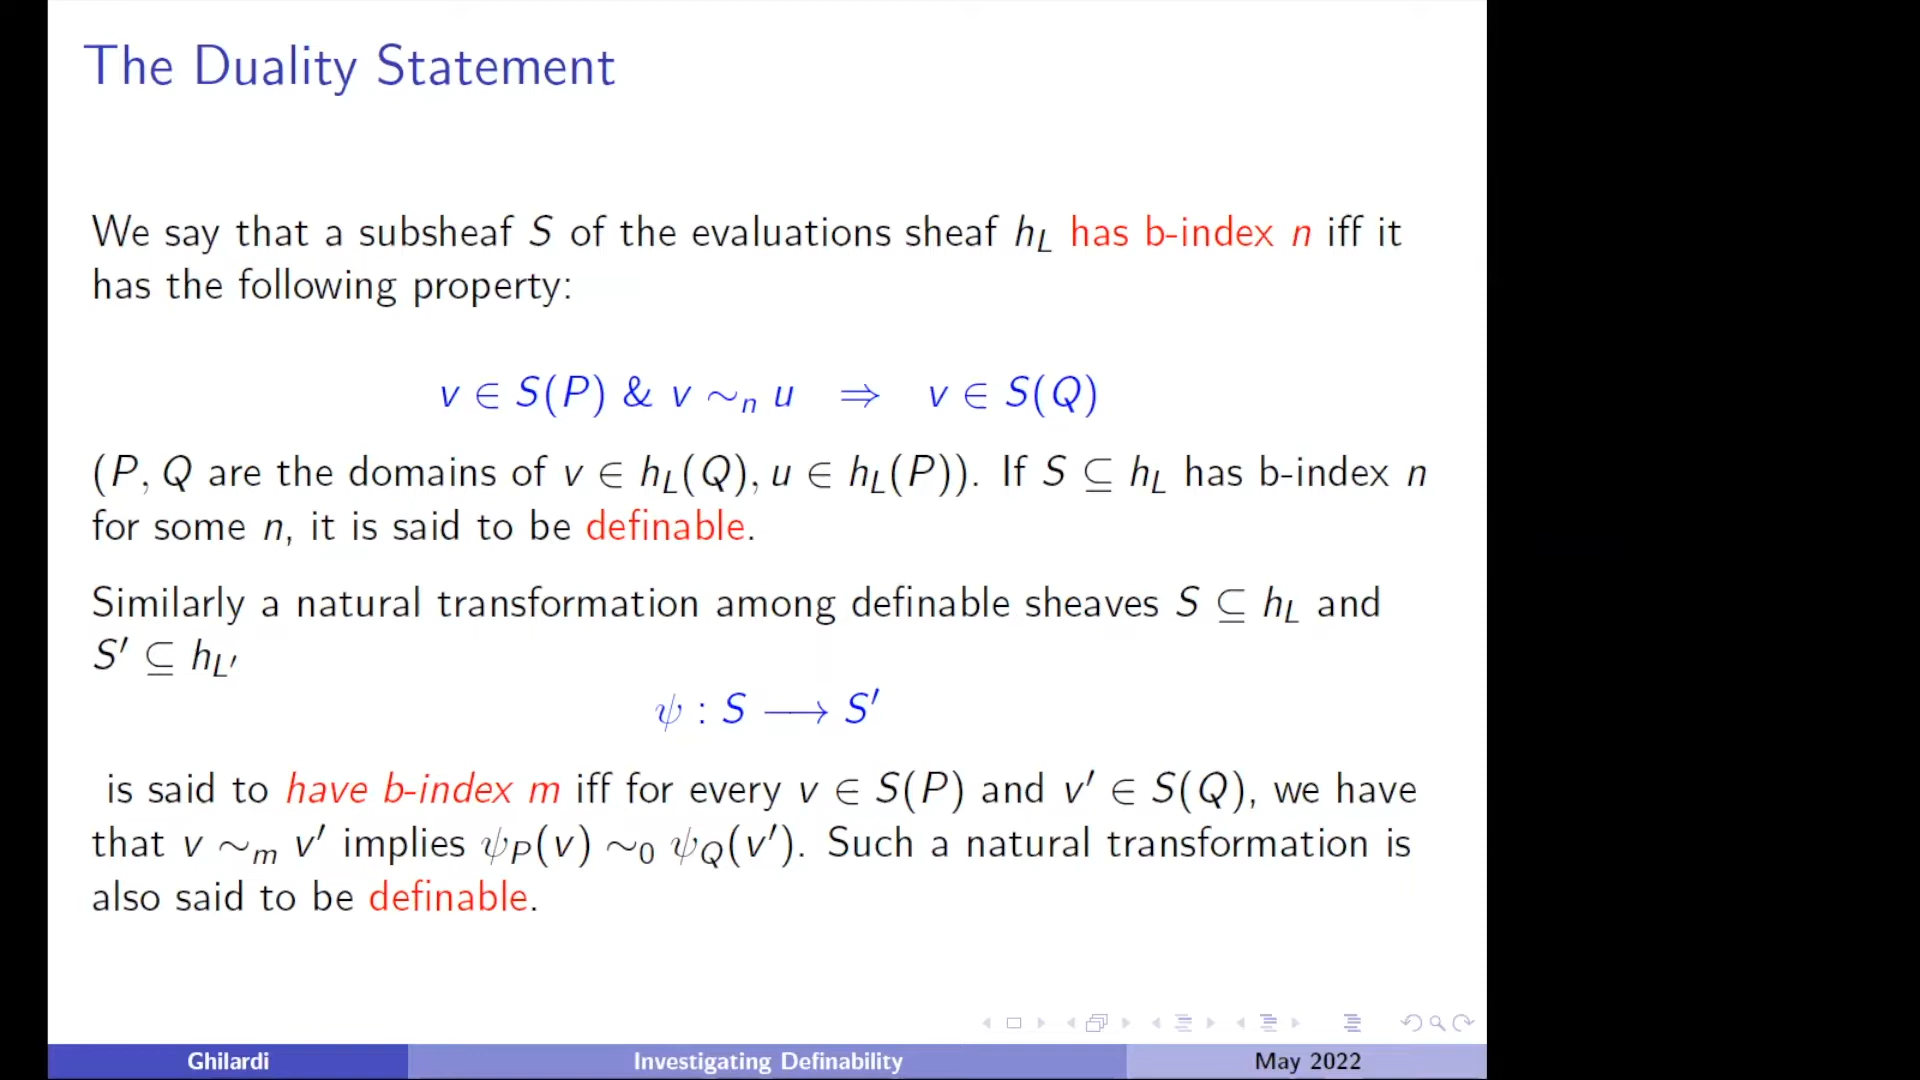 The Duality Statement
We say that a subsheaf S of the evaluations sheaf h_L has b-index n iff it
has the following property:
v ∈ S(P) & v ∼_n u ⇒ v ∈ S(Q)
(P, Q are the domains of v ∈ h_L(Q), u ∈ h_L(P)). If S ⊆ h_L has b-index n
for some n, it is said to be definable.
Similarly a natural transformation among definable sheaves S ⊆ h_L and
S′ ⊆ h_L′
ψ : S ⟶ S′
is said to have b-index m iff for every v ∈ S(P) and v′ ∈ S(Q), we have
that v ∼_m v′ implies ψ_P(v) ∼_0 ψ_Q(v′). Such a natural transformation is
also said to be definable.
Ghilardi Investigating Definability May 2022